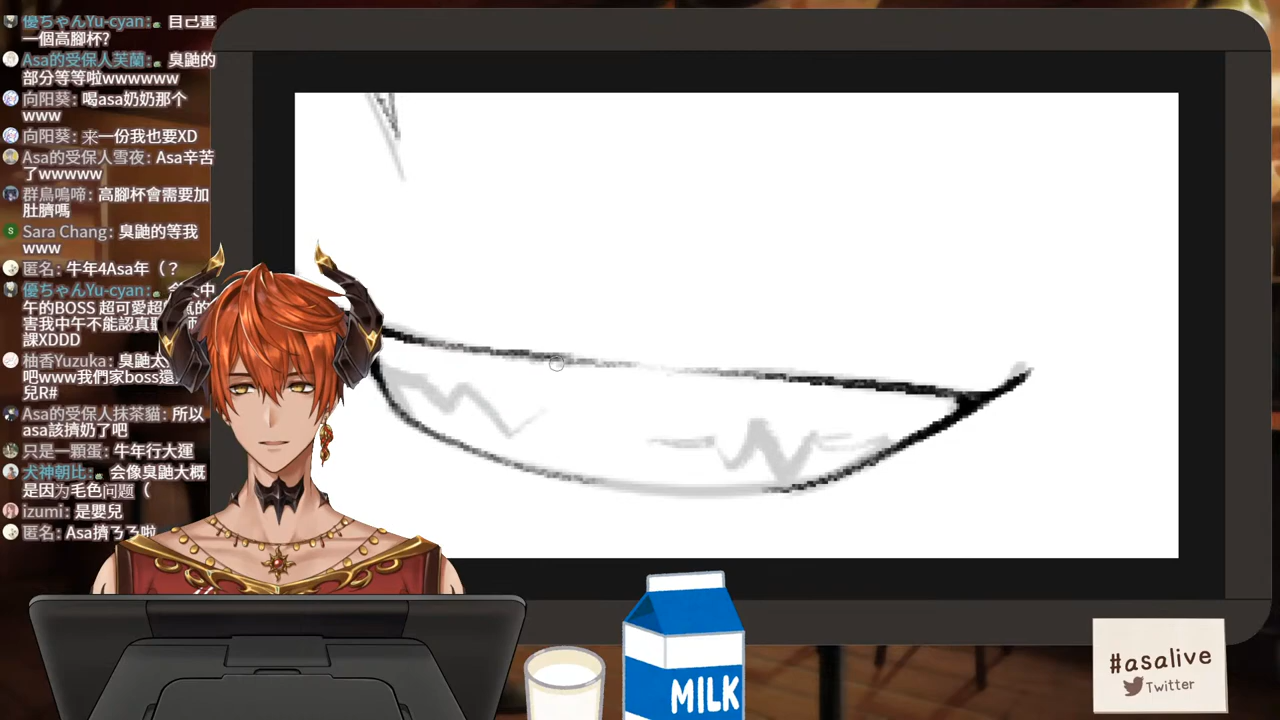 優ちゃんYu-cyan: 自己畫
一個高腳杯?
Asa的受保人芙蘭: 臭鼬的
部分等等啦wwwwww
向阳葵: 喝asa奶奶那个
www
向阳葵: 来一份我也要XD
Asa的受保人雪夜: Asa辛苦
了wwwww
群鳥鳴啼: 高腳杯會需要加
肚臍嗎
S Sara Chang: 臭鼬的等我
www
匿名: 牛年4Asa年（？
優ちゃんYu-cyan: 中
午的BOSS 超可愛超 氣的
害我中午不能認真
課XDDD
柚香Yuzuka: 臭鼬太
吧www我們家boss還
兒R#
Asa的受保人抹茶貓: 所以
asa該擠奶了吧
只是一顆蛋: 牛年行大運
犬神朝比: 会像臭鼬大概
是因为毛色问题（
izumi: 是嬰兒
匿名: Asa擠ㄋㄋ啦
MILK
#asalive
Twitter